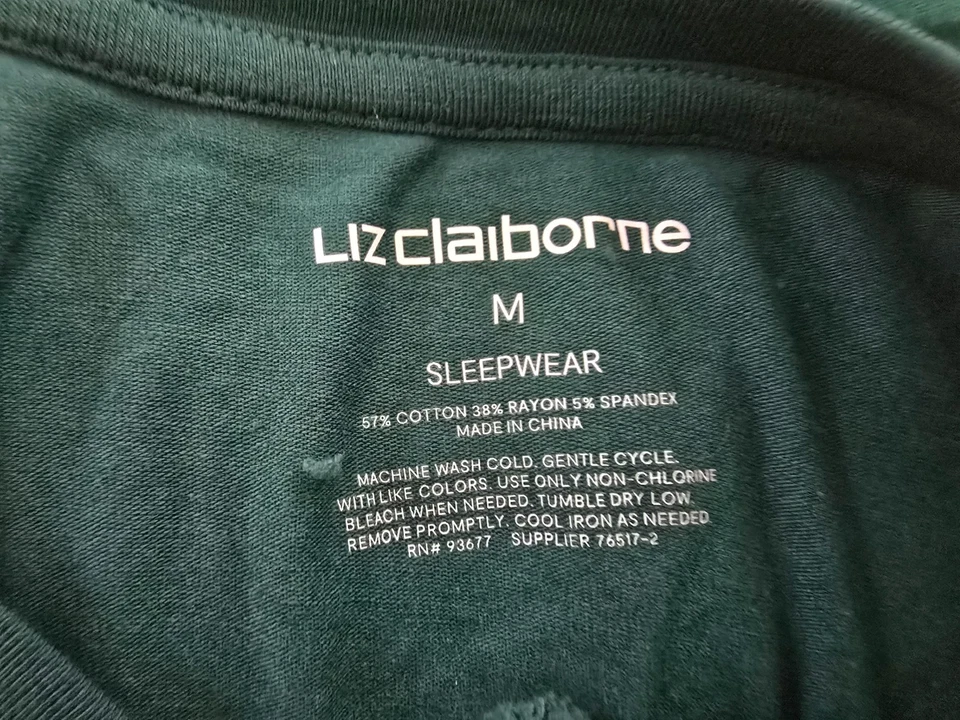 Liz claiborne
M
SLEEPWEAR
57% COTTON 38% RAYON 5% SPANDEX
MADE IN CHINA
MACHINE WASH COLD. GENTLE CYCLE.
WITH LIKE COLORS. USE ONLY NON-CHLORINE
BLEACH WHEN NEEDED. TUMBLE DRY LOW
REMOVE PROMPTLY. COOL IRON AS NEEDED
RN# 93677 SUPPLIER 76517-2